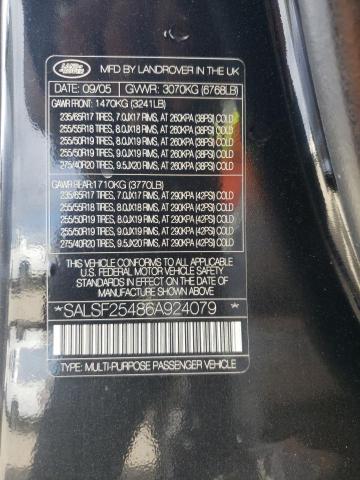 LAND ROVER
MFD BY LANDROVER IN THE UK
DATE: 09/05 GVWR: 3070KG (6768LB)
GAWR FRONT: 1470KG (3241LB)
235/65R17 TIRES, 7.0JX17 RIMS, AT 260KPA (38PSI) COLD
255/55R18 TIRES, 8.0JX18 RIMS, AT 260KPA (38PSI) COLD
255/50R19 TIRES, 8.0JX19 RIMS, AT 260KPA (38PSI) COLD
255/50R19 TIRES, 9.0JX19 RIMS, AT 260KPA (38PSI) COLD
275/40R20 TIRES, 9.5JX20 RIMS, AT 260KPA (38PSI) COLD
GAWR REAR: 1710KG (3770LB)
235/65R17 TIRES, 7.0JX17 RIMS, AT 290KPA (42PSI) COLD
255/55R18 TIRES, 8.0JX18 RIMS, AT 290KPA (42PSI) COLD
255/50R19 TIRES, 8.0JX19 RIMS, AT 290KPA (42PSI) COLD
255/50R19 TIRES, 9.0JX19 RIMS, AT 290KPA (42PSI) COLD
275/40R20 TIRES, 9.5JX20 RIMS, AT 290KPA (42PSI) COLD
THIS VEHICLE CONFORMS TO ALL APPLICABLE
U.S. FEDERAL MOTOR VEHICLE SAFETY
STANDARDS IN EFFECT ON THE DATE OF
MANUFACTURE SHOWN ABOVE
*SALSF25486A924079*
TYPE: MULTI-PURPOSE PASSENGER VEHICLE